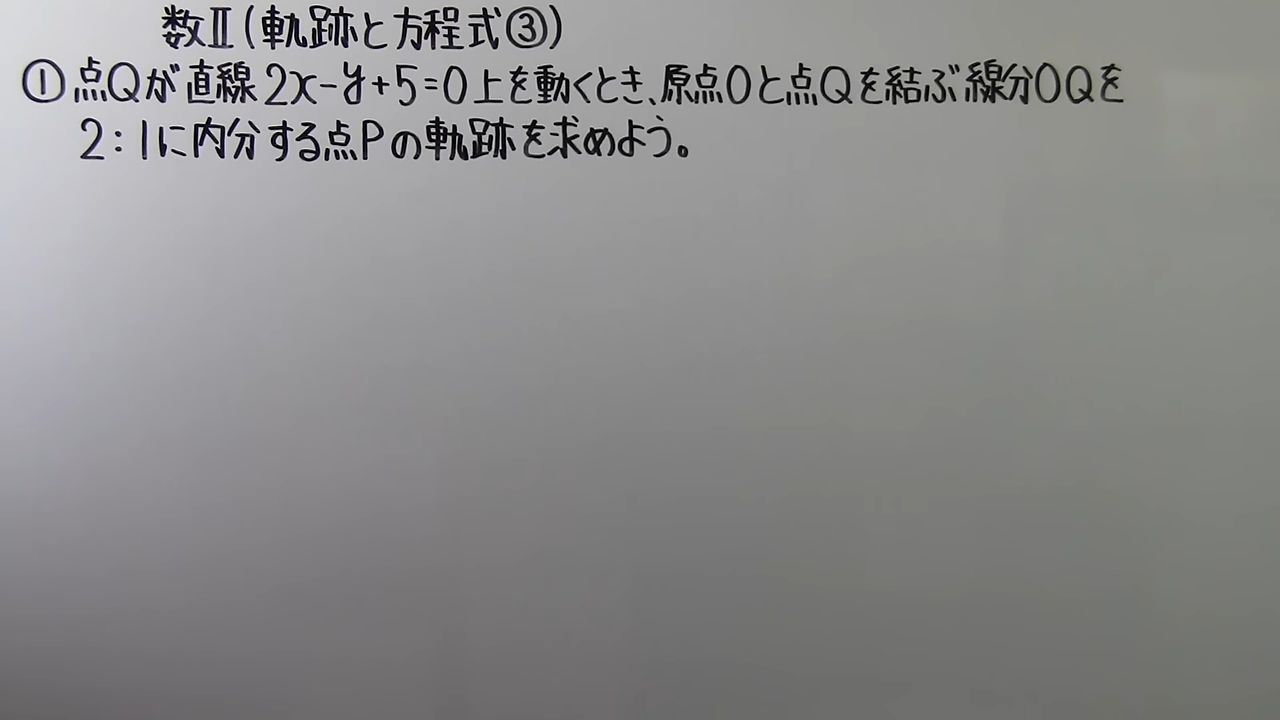 数Ⅱ(軌跡と方程式③)
①点Qが直線2x-y+5=0上を動くとき、原点Oと点Qを結ぶ線分OQを
2:1に内分する点Pの軌跡を求めよう。